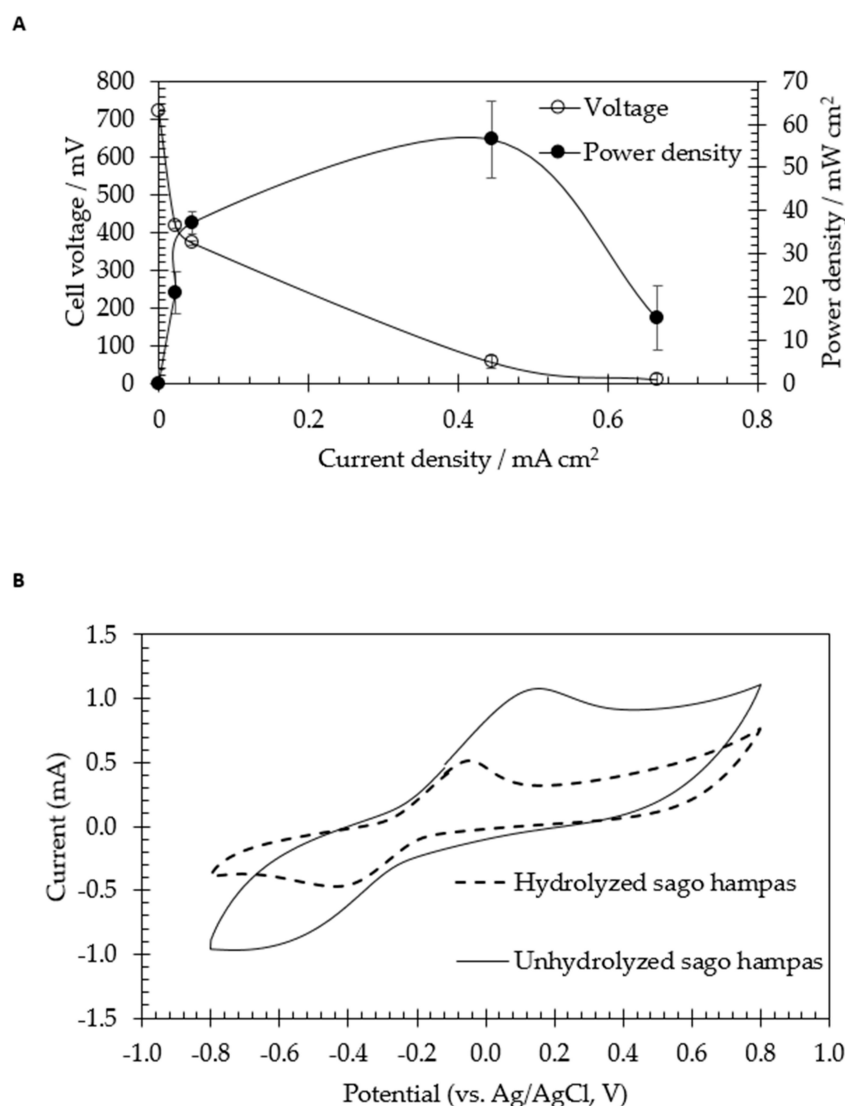 A
800
700
600
500
400
300
200
100
0
Cell voltage / mV
70
60
50
40
30
20
10
0
Power density / mW cm²
Voltage
Power density
0 0.2 0.4 0.6 0.8
Current density / mA cm²
B
1.5
1.0
0.5
0.0
-0.5
-1.0
-1.5
Current (mA)
Hydrolyzed sago hampas
Unhydrolyzed sago hampas
-1.0 -0.8 -0.6 -0.4 -0.2 0.0 0.2 0.4 0.6 0.8 1.0
Potential (vs. Ag/AgCl, V)